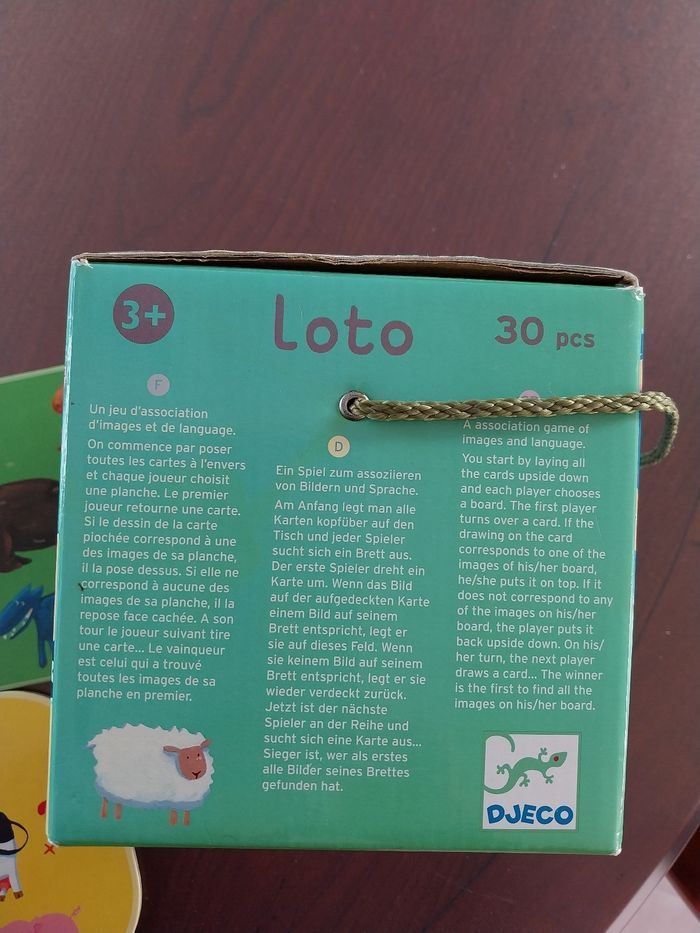 3+
Loto
30 pcs
F
Un jeu d'association
d'images et de language.
On commence par poser
toutes les cartes à l'envers
et chaque joueur choisit
une planche. Le premier
joueur retourne une carte.
Si le dessin de la carte
piochée correspond à une
des images de sa planche,
il la pose dessus. Si elle ne
correspond à aucune des
images de sa planche, il la
repose face cachée. A son
tour le joueur suivant tire
une carte... Le vainqueur
est celui qui a trouvé
toutes les images de sa
planche en premier.
D
Ein Spiel zum assoziieren
von Bildern und Sprache.
Am Anfang legt man alle
Karten kopfüber auf den
Tisch und jeder Spieler
sucht sich ein Brett aus.
Der erste Spieler dreht ein
Karte um. Wenn das Bild
auf der aufgedeckten Karte
einem Bild auf seinem
Brett entspricht, legt er
sie auf dieses Feld. Wenn
sie keinem Bild auf seinem
Brett entspricht, legt er sie
wieder verdeckt zurück.
Jetzt ist der nächste
Spieler an der Reihe und
sucht sich eine Karte aus...
Sieger ist, wer als erstes
alle Bilder seines Brettes
gefunden hat.
A association game of
images and language.
You start by laying all
the cards upside down
and each player chooses
a board. The first player
turns over a card. If the
drawing on the card
corresponds to one of the
images of his/her board,
he/she puts it on top. If it
does not correspond to any
of the images on his/her
board, the player puts it
back upside down. On his/
her turn, the next player
draws a card... The winner
is the first to find all the
images on his/her board.
DJECO